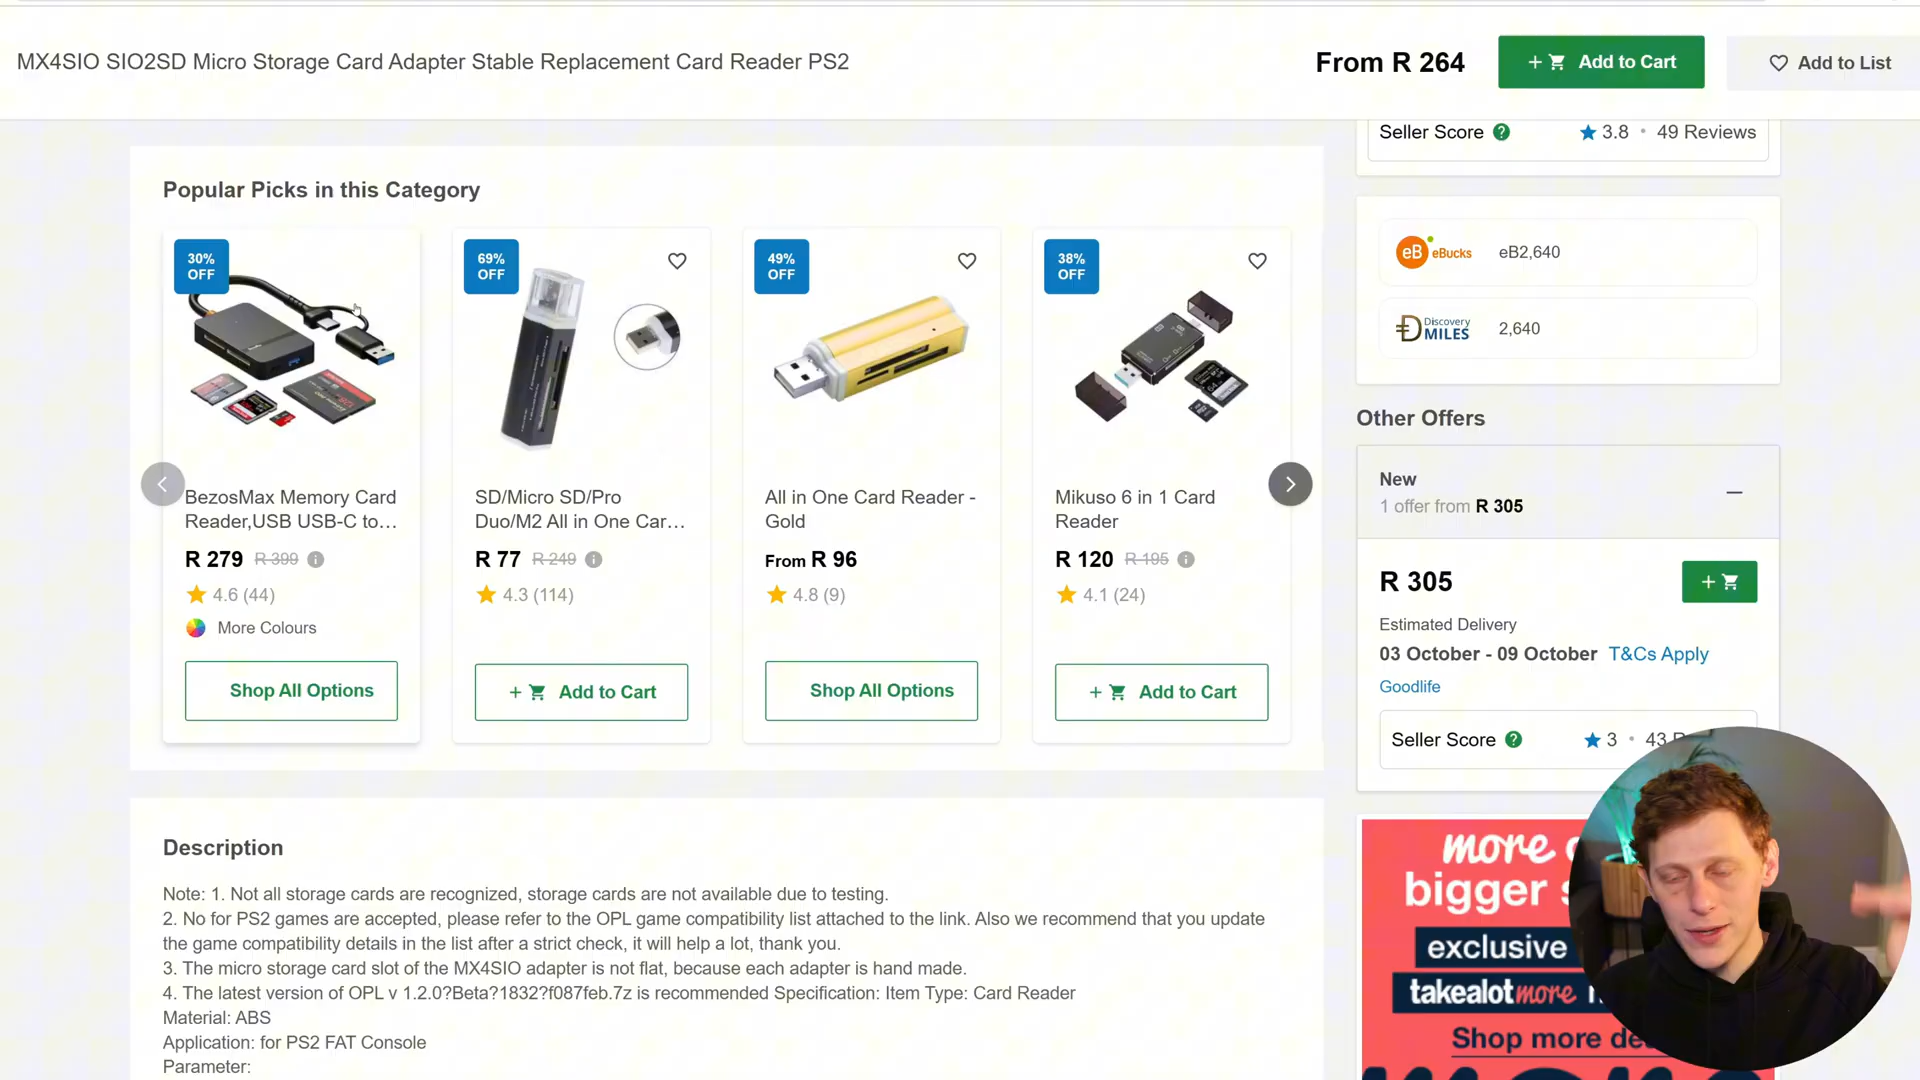 MX4SIO SIO2SD Micro Storage Card Adapter Stable Replacement Card Reader PS2
From R 264
Add to Cart
Add to List
Seller Score
3.8 • 49 Reviews
Popular Picks in this Category
30%
OFF
BezosMax Memory Card
Reader,USB USB-C to...
R 279 R 399
4.6 (44)
More Colours
Shop All Options
69%
OFF
SD/Micro SD/Pro
Duo/M2 All in One Car...
R 77 R 249
4.3 (114)
+ Add to Cart
49%
OFF
All in One Card Reader -
Gold
From R 96
4.8 (9)
Shop All Options
38%
OFF
Mikuso 6 in 1 Card
Reader
R 120 R 195
4.1 (24)
+ Add to Cart
eB eBucks eB2,640
Discovery
MILES 2,640
Other Offers
New
1 offer from R 305
R 305
Estimated Delivery
03 October - 09 October T&Cs Apply
Goodlife
Seller Score
3 • 43
more
bigger
exclusive
takealotmore
Shop more
Description
Note: 1. Not all storage cards are recognized, storage cards are not available due to testing.
2. No for PS2 games are accepted, please refer to the OPL game compatibility list attached to the link. Also we recommend that you update
the game compatibility details in the list after a strict check, it will help a lot, thank you.
3. The micro storage card slot of the MX4SIO adapter is not flat, because each adapter is hand made.
4. The latest version of OPL v 1.2.0?Beta?1832?f087feb.7z is recommended Specification: Item Type: Card Reader
Material: ABS
Application: for PS2 FAT Console
Parameter: